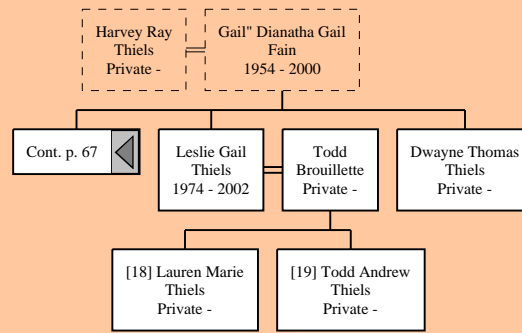 Harvey Ray
Thiels
Private -
Gail" Dianatha Gail
Fain
1954 - 2000
Cont. p. 67
Leslie Gail
Thiels
1974 - 2002
Todd
Brouillette
Private -
Dwayne Thomas
Thiels
Private -
[18] Lauren Marie
Thiels
Private -
[19] Todd Andrew
Thiels
Private -